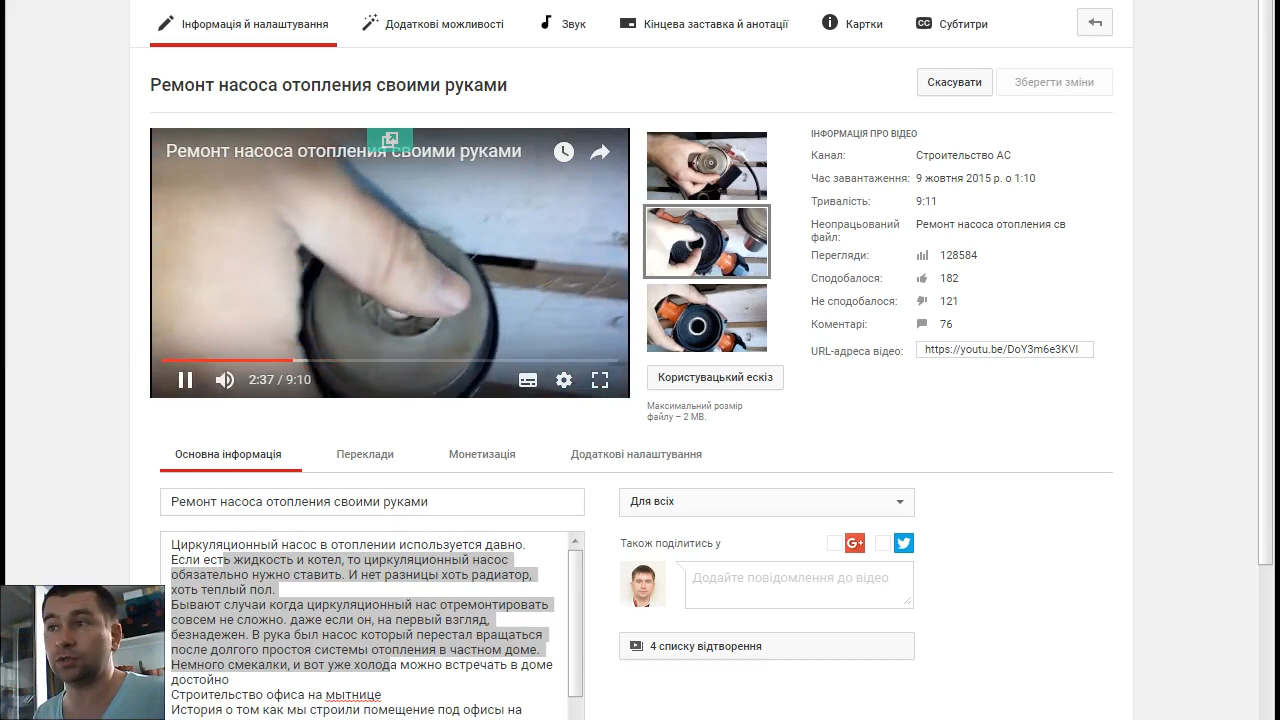 Інформація й налаштування
Додаткові можливості
Звук
Кінцева заставка й анотації
Картки
CC Субтитри
Ремонт насоса отопления своими руками
Скасувати
Зберегти зміни
Ремонт насоса отопления своими руками
2:37 / 9:10
Користувацький ескіз
Максимальний розмір
файлу – 2 МВ.
ІНФОРМАЦІЯ ПРО ВІДЕО
Канал: Строительство АС
Час завантаження: 9 жовтня 2015 р. о 1:10
Тривалість: 9:11
Неопрацьований Ремонт насоса отопления св
файл:
Перегляди: 128584
Сподобалося: 182
Не сподобалося: 121
Коментарі: 76
URL-адреса відео: https://youtu.be/DoY3m6e3KVI
Основна інформація
Переклади
Монетизація
Додаткові налаштування
Ремонт насоса отопления своими руками
Циркуляционный насос в отоплении используется давно.
Если есть жидкость и котел, то циркуляционный насос
обязательно нужно ставить. И нет разницы хоть радиатор,
хоть теплый пол.
Бывают случаи когда циркуляционный нас отремонтировать
совсем не сложно. даже если он, на первый взгляд,
безнадежен. В рука был насос который перестал вращаться
после долгого простоя системы отопления в частном доме.
Немного смекалки, и вот уже холода можно встречать в доме
достойно
Строительство офиса на мытнице
История о том как мы строили помещение под офисы на
Для всіх
Також поділитись у
G+
Додайте повідомлення до відео
4 списку відтворення